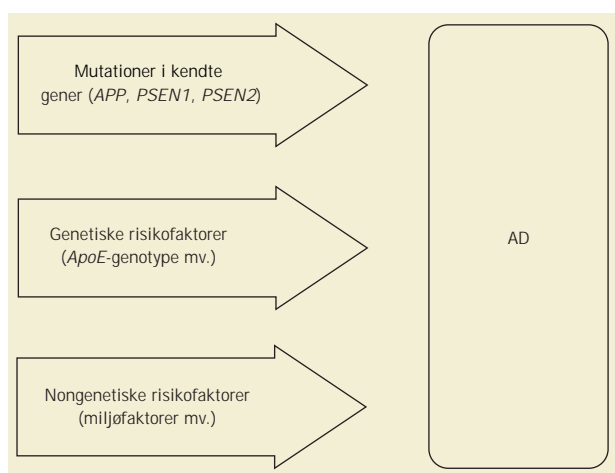 Mutationer i kendte
gener (APP, PSEN1, PSEN2)
Genetiske risikofaktorer
(ApoE-genotype mv.)
AD
Nongenetiske risikofaktorer
(miljøfaktorer mv.)